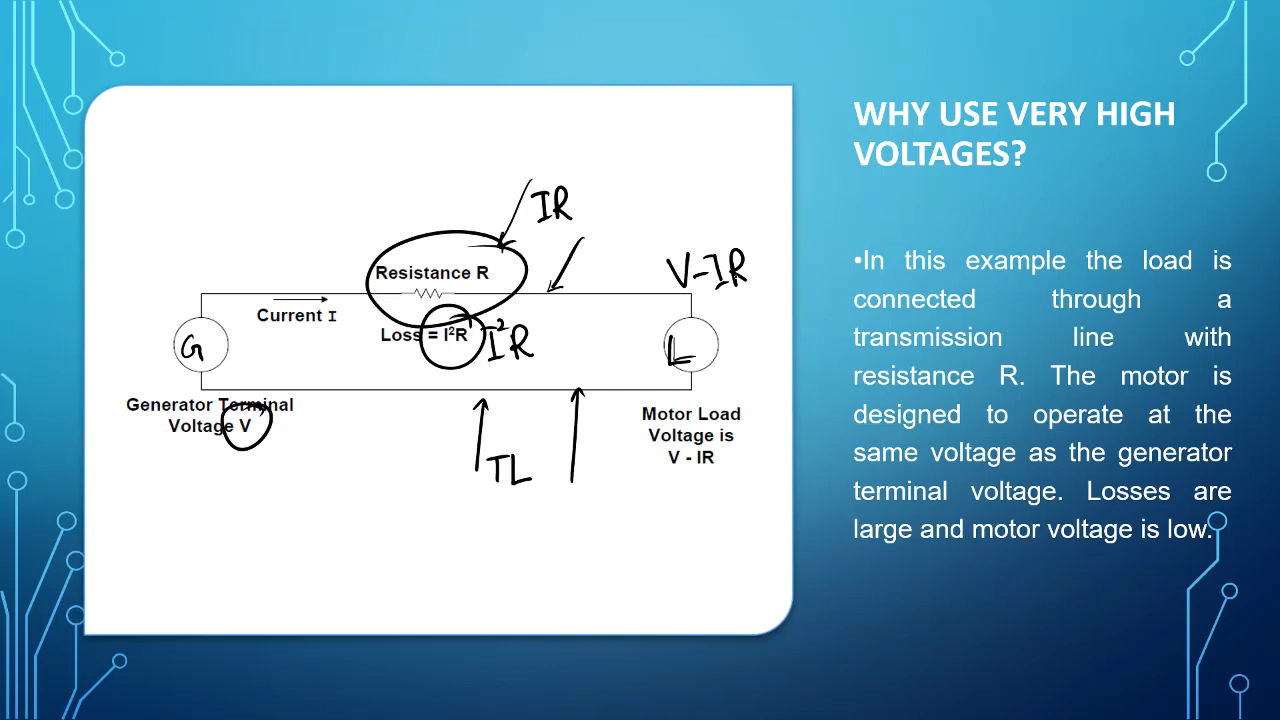 WHY USE VERY HIGH
VOLTAGES?
IR
V-IR
Resistance R
Current I
Loss = I²R
I²R
G
L
Generator Terminal
Voltage V
Motor Load
Voltage is
V - IR
TL
•In this example the load is
connected through a
transmission line with
resistance R. The motor is
designed to operate at the
same voltage as the generator
terminal voltage. Losses are
large and motor voltage is low.